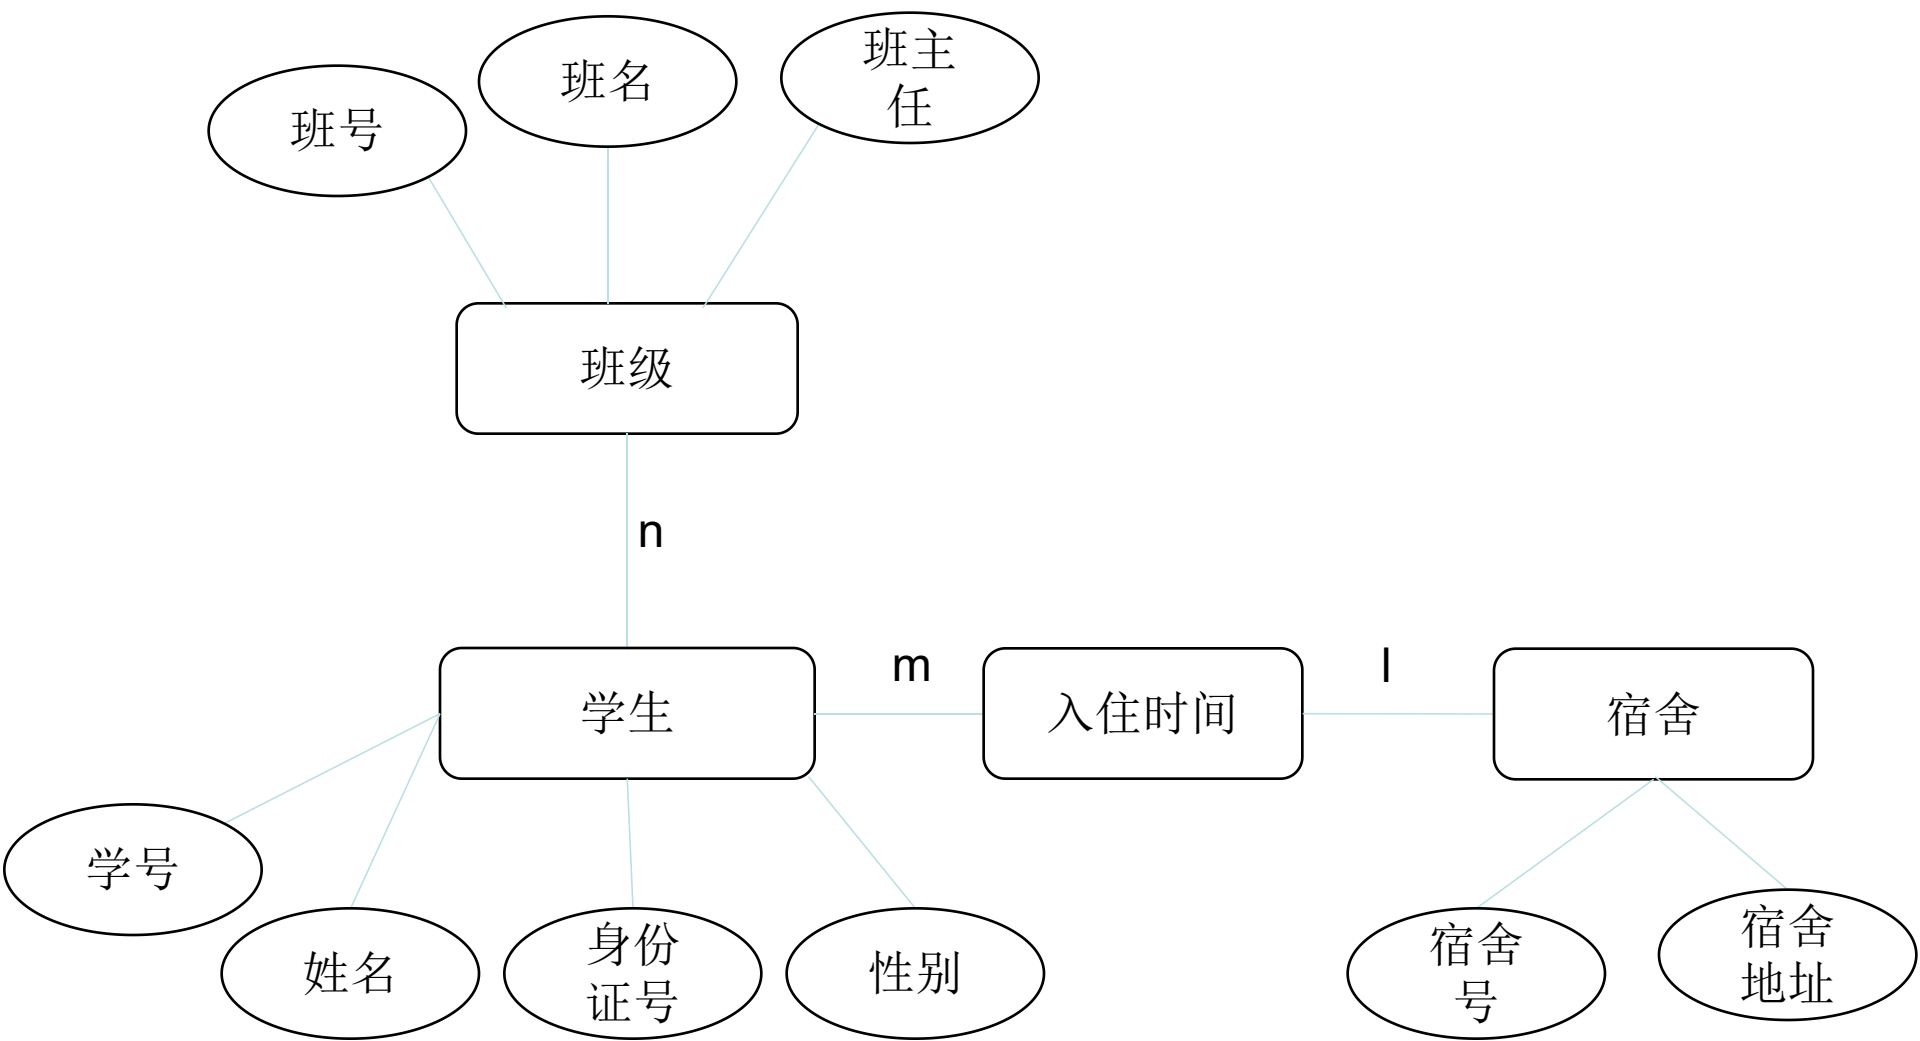 班号
班名
班主
任
班级
n
学生
m
入住时间
l
宿舍
学号
姓名
身份
证号
性别
宿舍
号
宿舍
地址